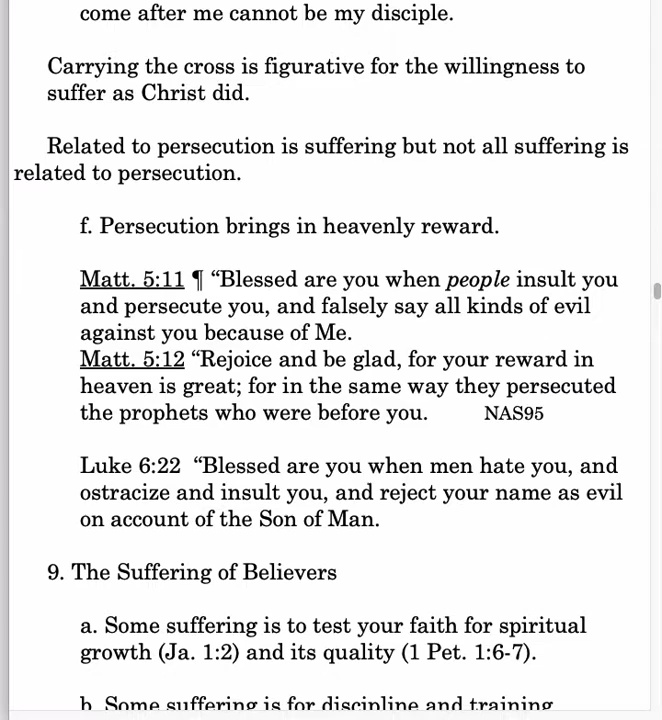 come after me cannot be my disciple.
Carrying the cross is figurative for the willingness to
suffer as Christ did.
Related to persecution is suffering but not all suffering is
related to persecution.
f. Persecution brings in heavenly reward.
Matt. 5:11 ¶ “Blessed are you when people insult you
and persecute you, and falsely say all kinds of evil
against you because of Me.
Matt. 5:12 “Rejoice and be glad, for your reward in
heaven is great; for in the same way they persecuted
the prophets who were before you. NAS95
Luke 6:22 “Blessed are you when men hate you, and
ostracize and insult you, and reject your name as evil
on account of the Son of Man.
9. The Suffering of Believers
a. Some suffering is to test your faith for spiritual
growth (Ja. 1:2) and its quality (1 Pet. 1:6-7).
b. Some suffering is for discipline and training